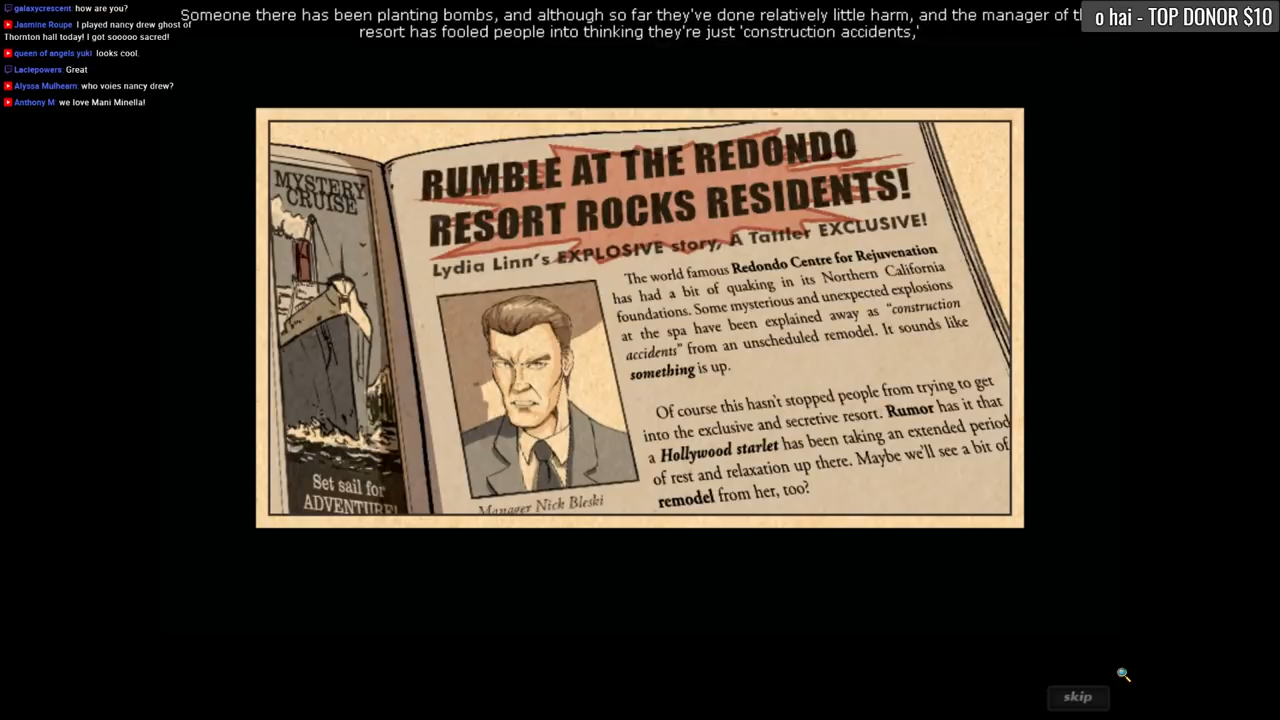 galaxycrescent: how are you?
Jasmine Roupe I played nancy drew ghost of
Thornton hall today! I got sooooo sacred!
queen of angels yuki looks cool.
Laclepowers: Great
Alyssa Mulhearn: who voies nancy drew?
Anthony M: we love Mani Minella!
Someone there has been planting bombs, and although so far they've done relatively little harm, and the manager of
resort has fooled people into thinking they're just 'construction accidents,'
o hai - TOP DONOR $10
MYSTERY
CRUISE
Set sail for
ADVENTURE!
RUMBLE AT THE REDONDO
RESORT ROCKS RESIDENTS!
Lydia Linn's EXPLOSIVE story, A Tattler EXCLUSIVE!
The world famous Redondo Centre for Rejuvenation
has had a bit of quaking in its Northern California
foundations. Some mysterious and unexpected explosions
at the spa have been explained away as "construction
accidents" from an unscheduled remodel. It sounds like
something is up.
Of course this hasn't stopped people from trying to get
into the exclusive and secretive resort. Rumor has it that
a Hollywood starlet has been taking an extended period
of rest and relaxation up there. Maybe we'll see a bit of
remodel from her, too?
Manager Nick Bleski
skip